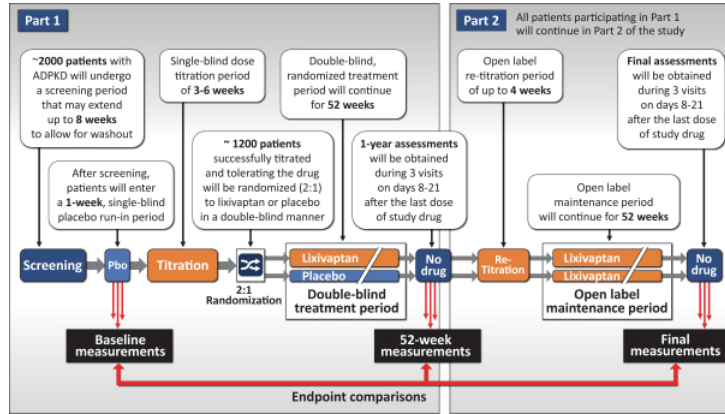 Part 1
~2000 patients with
ADPKD will undergo
a screening period
that may extend
up to 8 weeks
to allow for washout
After screening,
patients will enter
a 1-week, single-blind
placebo run-in period
Single-blind dose
titration period
of 3-6 weeks
~ 1200 patients
successfully titrated
and tolerating the drug
will be randomized (2:1)
to lixivaptan or placebo
in a double-blind manner
Double-blind,
randomized treatment
period will continue
for 52 weeks
1-year assessments
will be obtained
during 3 visits
on days 8-21
after the last dose
of study drug
Screening
Pbo
Titration
2:1
Randomization
Lixivaptan
Placebo
Double-blind
treatment period
No
drug
Part 2
All patients participating in Part 1
will continue in Part 2 of the study
Open label
re-titration period
of up to 4 weeks
Open label
maintenance period
will continue for 52 weeks
Final assessments
will be obtained
during 3 visits
on days 8-21
after the last dose
of study drug
Re-
Titration
Lixivaptan
Lixivaptan
Open label
maintenance period
No
drug
Baseline
measurements
52-week
measurements
Final
measurements
Endpoint comparisons